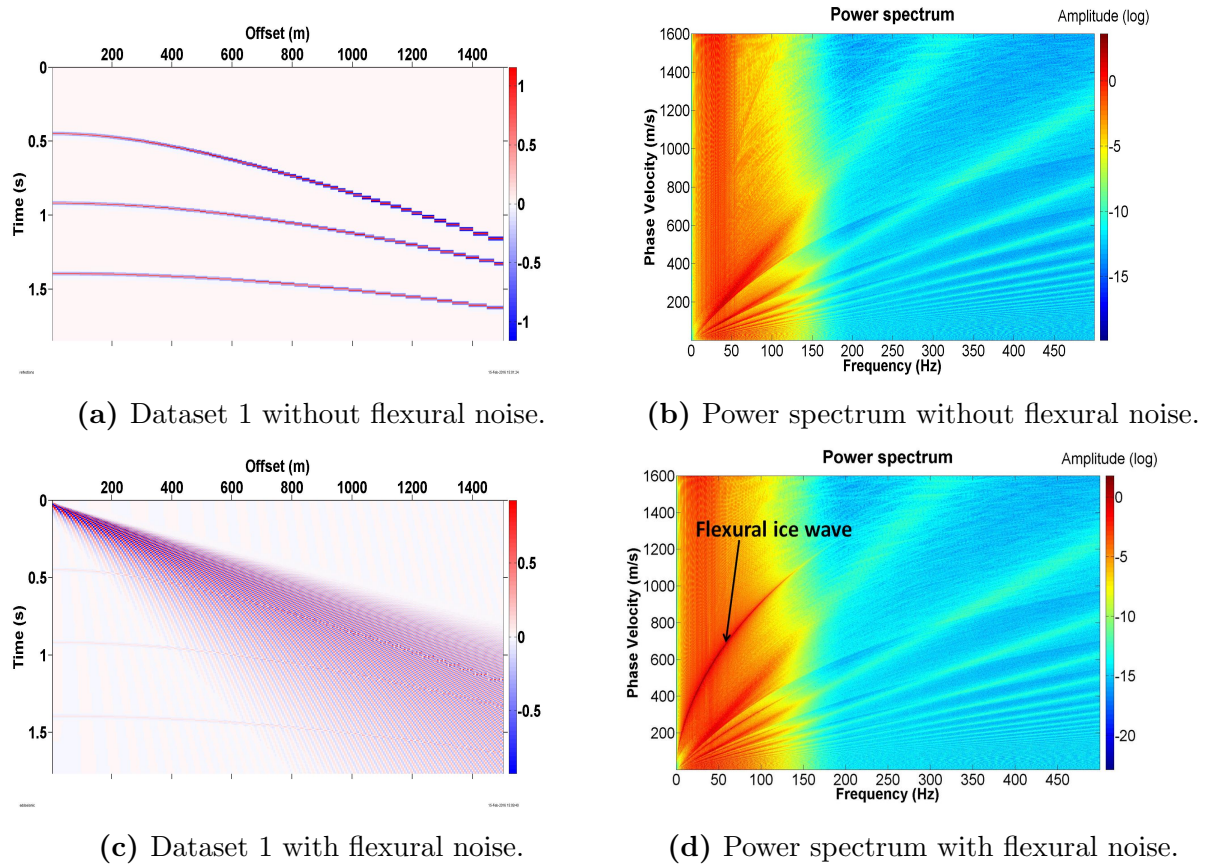 Offset (m)
200 400 600 800 1000 1200 1400
0
0.5
1
1.5
Time (s)
1
0.5
0
-0.5
-1
reflections
(a) Dataset 1 without flexural noise.
Power spectrum
Amplitude (log)
1600
1400
1200
1000
800
600
400
200
Phase Velocity (m/s)
0 50 100 150 200 250 300 350 400 450
Frequency (Hz)
0
-5
-10
-15
(b) Power spectrum without flexural noise.
Offset (m)
200 400 600 800 1000 1200 1400
0
0.5
1
1.5
Time (s)
0.5
0
-0.5
(c) Dataset 1 with flexural noise.
Power spectrum
Amplitude (log)
1600
1400
1200
1000
800
600
400
200
Phase Velocity (m/s)
Flexural ice wave
0 50 100 150 200 250 300 350 400 450
Frequency (Hz)
0
-5
-10
-15
-20
(d) Power spectrum with flexural noise.